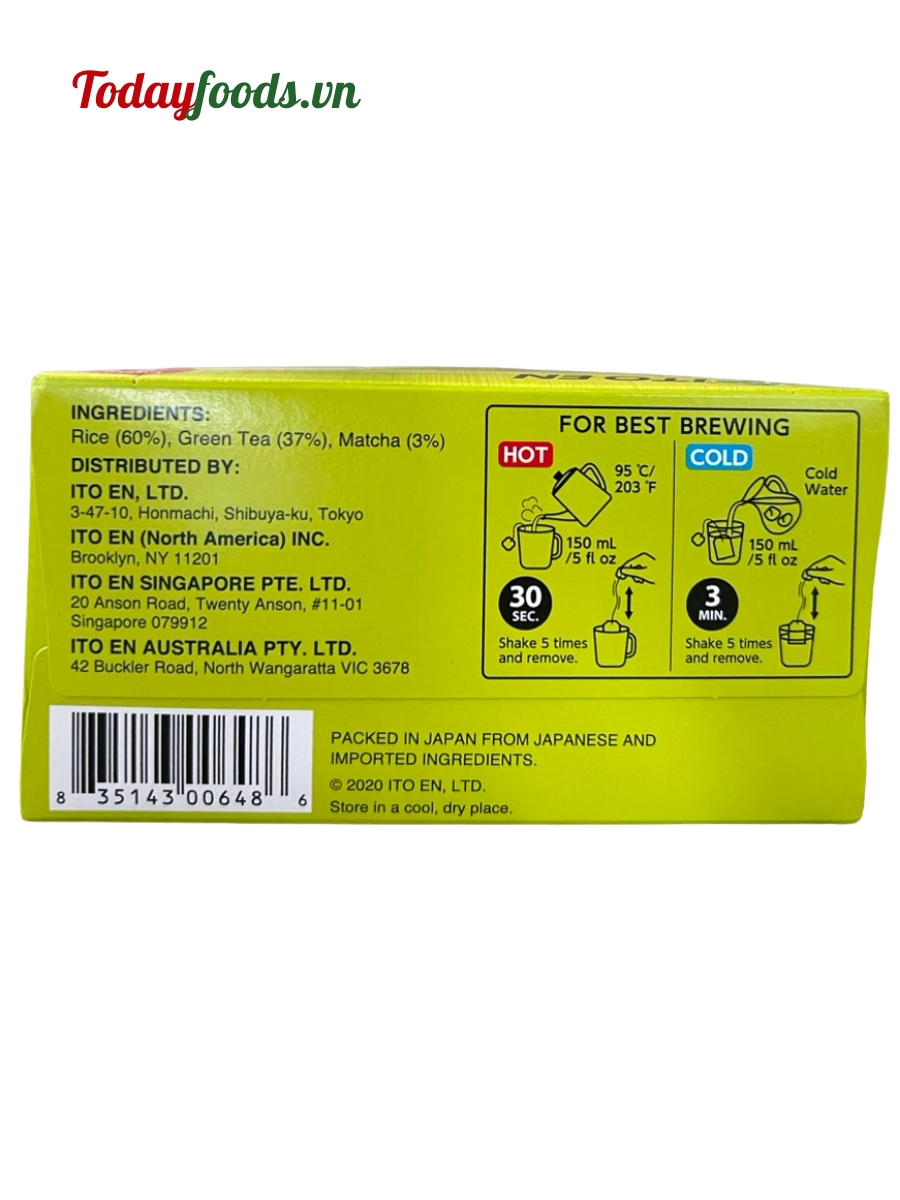 Todayfoods.vn
ITO EN
INGREDIENTS:
Rice (60%), Green Tea (37%), Matcha (3%)
DISTRIBUTED BY:
ITO EN, LTD.
3-47-10, Honmachi, Shibuya-ku, Tokyo
ITO EN (North America) INC.
Brooklyn, NY 11201
ITO EN SINGAPORE PTE. LTD.
20 Anson Road, Twenty Anson, #11-01
Singapore 079912
ITO EN AUSTRALIA PTY. LTD.
42 Buckler Road, North Wangaratta VIC 3678
FOR BEST BREWING
HOT
95 ℃/
203 ℉
150 mL
/5 fl oz
30
SEC.
Shake 5 times
and remove.
COLD
Cold
Water
150 mL
/5 fl oz
3
MIN.
Shake 5 times
and remove.
8 35143 00648 6
PACKED IN JAPAN FROM JAPANESE AND
IMPORTED INGREDIENTS.
© 2020 ITO EN, LTD.
Store in a cool, dry place.